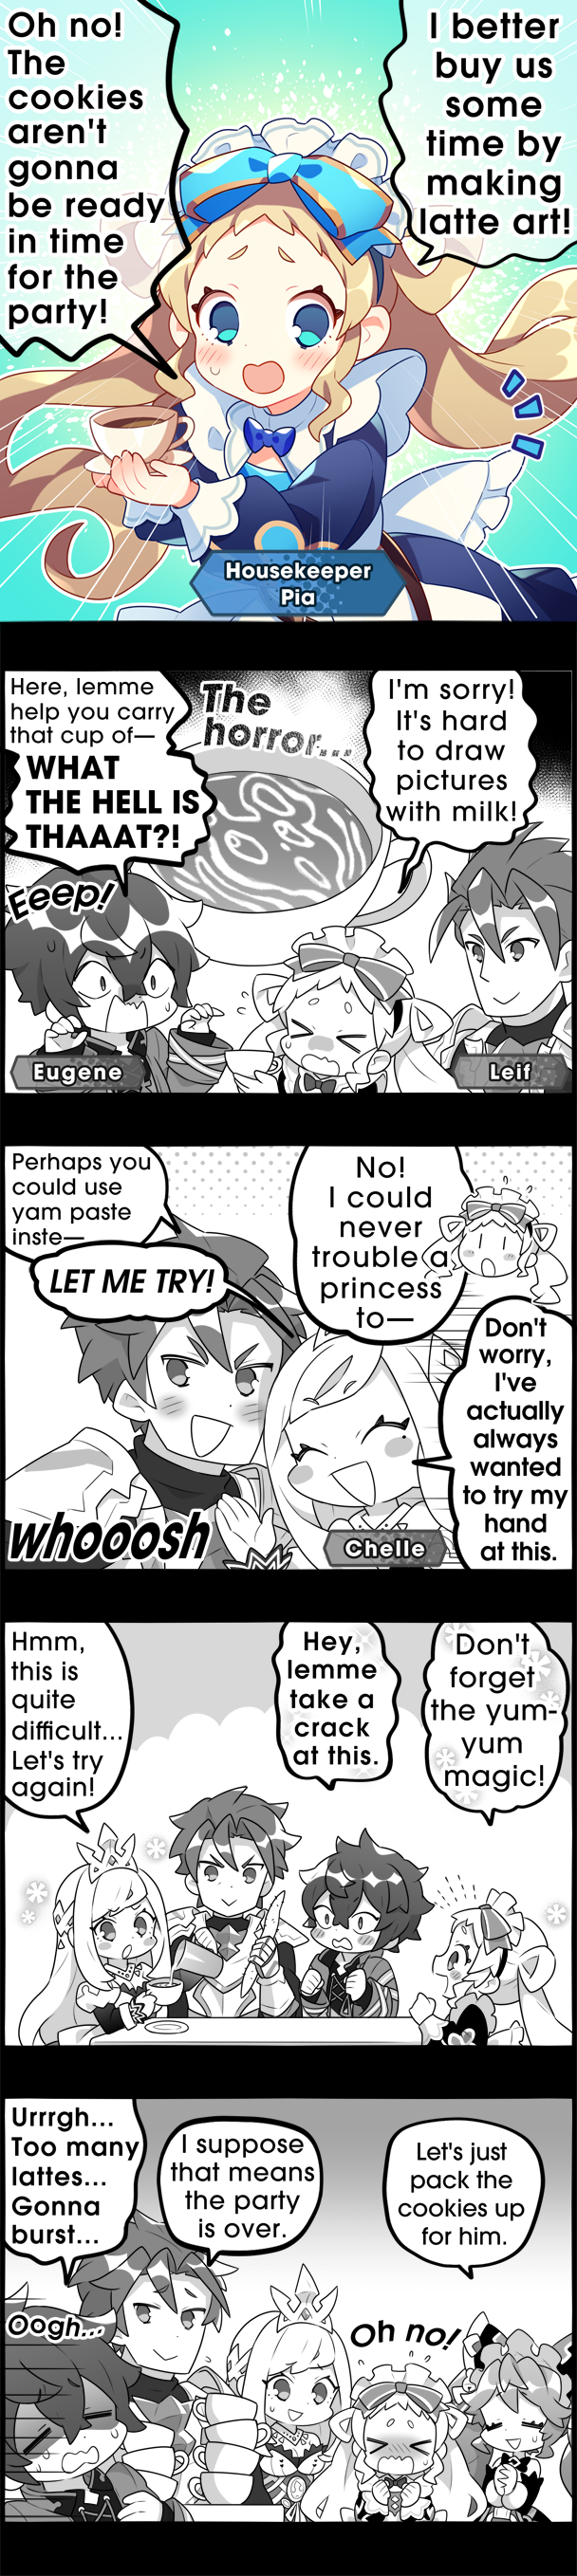 Oh no!
The
cookies
aren't
gonna
be ready
in time
for the
party!
I better
buy us
some
time by
making
latte art!
Housekeeper
Pia
Here, lemme
help you carry
that cup of—
WHAT
THE HELL IS
THAAAT?!
The
horror...
I'm sorry!
It's hard
to draw
pictures
with milk!
Eeep!
Eugene
Leif
Perhaps you
could use
yam paste
inste—
LET ME TRY!
No!
I could
never
trouble a
princess
to—
Don't
worry,
I've
actually
always
wanted
to try my
hand
at this.
whooosh
Chelle
Hmm,
this is
quite
difficult...
Let's try
again!
Hey,
lemme
take a
crack
at this.
Don't
forget
the yum-
yum
magic!
Urrrgh...
Too many
lattes...
Gonna
burst...
I suppose
that means
the party
is over.
Let's just
pack the
cookies up
for him.
Oogh...
Oh no!